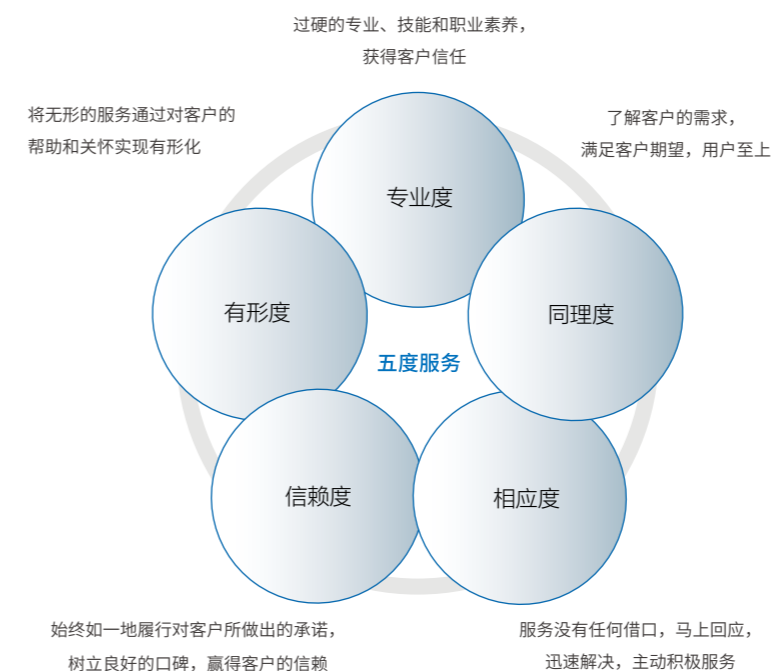 过硬的专业、技能和职业素养，
获得客户信任
将无形的服务通过对客户的
帮助和关怀实现有形化
了解客户的需求，
满足客户期望，用户至上
专业度
有形度
同理度
五度服务
信赖度
相应度
始终如一地履行对客户所做出的承诺，
树立良好的口碑，赢得客户的信赖
服务没有任何借口，马上回应，
迅速解决，主动积极服务